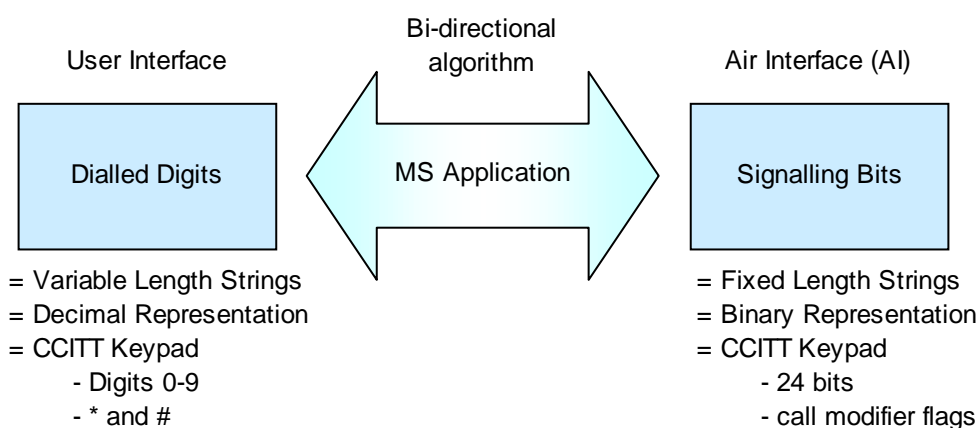 User Interface
Dialled Digits
= Variable Length Strings
= Decimal Representation
= CCITT Keypad
- Digits 0-9
- * and #
Bi-directional
algorithm
MS Application
Air Interface (AI)
Signalling Bits
= Fixed Length Strings
= Binary Representation
= CCITT Keypad
- 24 bits
- call modifier flags